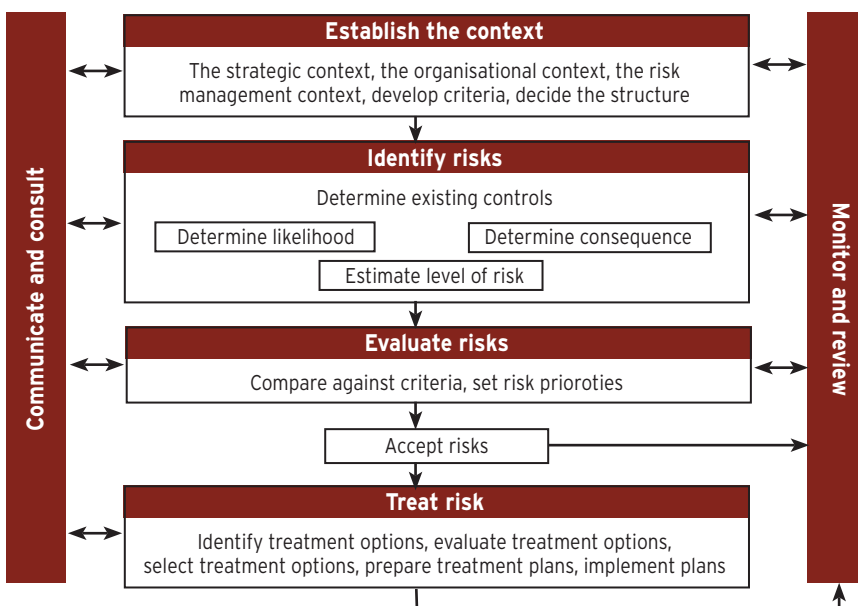 Establish the context
The strategic context, the organisational context, the risk
management context, develop criteria, decide the structure
Identify risks
Determine existing controls
Determine likelihood
Determine consequence
Estimate level of risk
Evaluate risks
Compare against criteria, set risk prioroties
Accept risks
Treat risk
Identify treatment options, evaluate treatment options,
select treatment options, prepare treatment plans, implement plans
Communicate and consult
Monitor and review